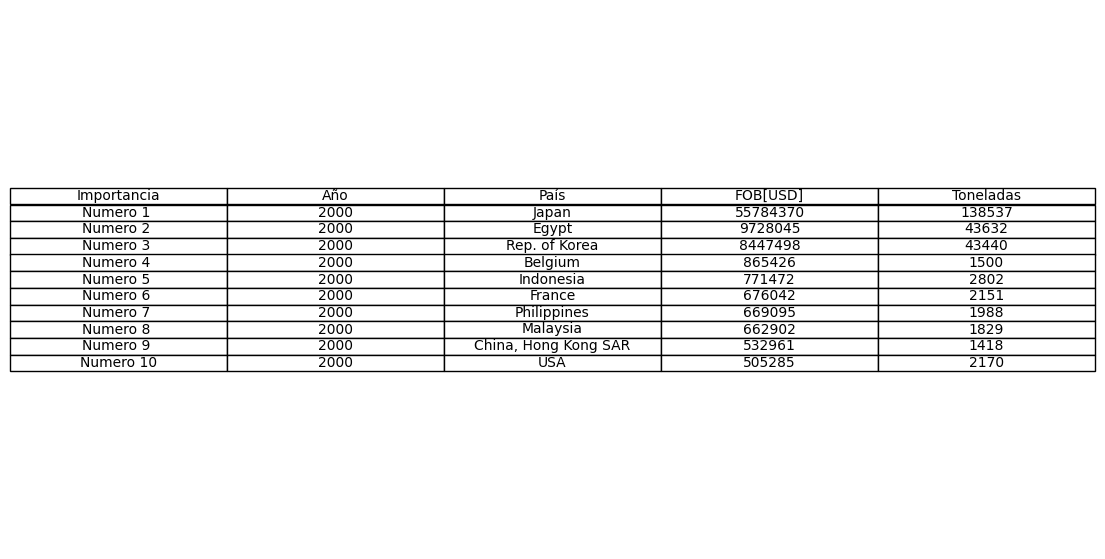 Importancia Año País FOB[USD] Toneladas
Numero 1 2000 Japan 55784370 138537
Numero 2 2000 Egypt 9728045 43632
Numero 3 2000 Rep. of Korea 8447498 43440
Numero 4 2000 Belgium 865426 1500
Numero 5 2000 Indonesia 771472 2802
Numero 6 2000 France 676042 2151
Numero 7 2000 Philippines 669095 1988
Numero 8 2000 Malaysia 662902 1829
Numero 9 2000 China, Hong Kong SAR 532961 1418
Numero 10 2000 USA 505285 2170